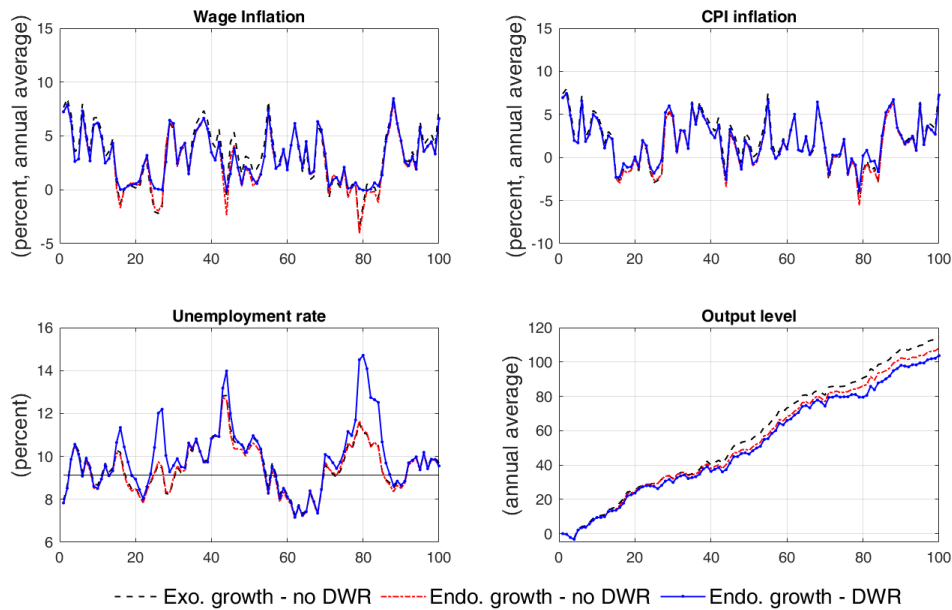 Wage Inflation
CPI inflation
15
10
5
0
-5
(percent, annual average)
0 20 40 60 80 100
15
10
5
0
-5
-10
(percent, annual average)
0 20 40 60 80 100
Unemployment rate
Output level
16
14
12
10
8
6
(percent)
0 20 40 60 80 100
120
100
80
60
40
20
0
(annual average)
0 20 40 60 80 100
Exo. growth - no DWR Endo. growth - no DWR Endo. growth - DWR